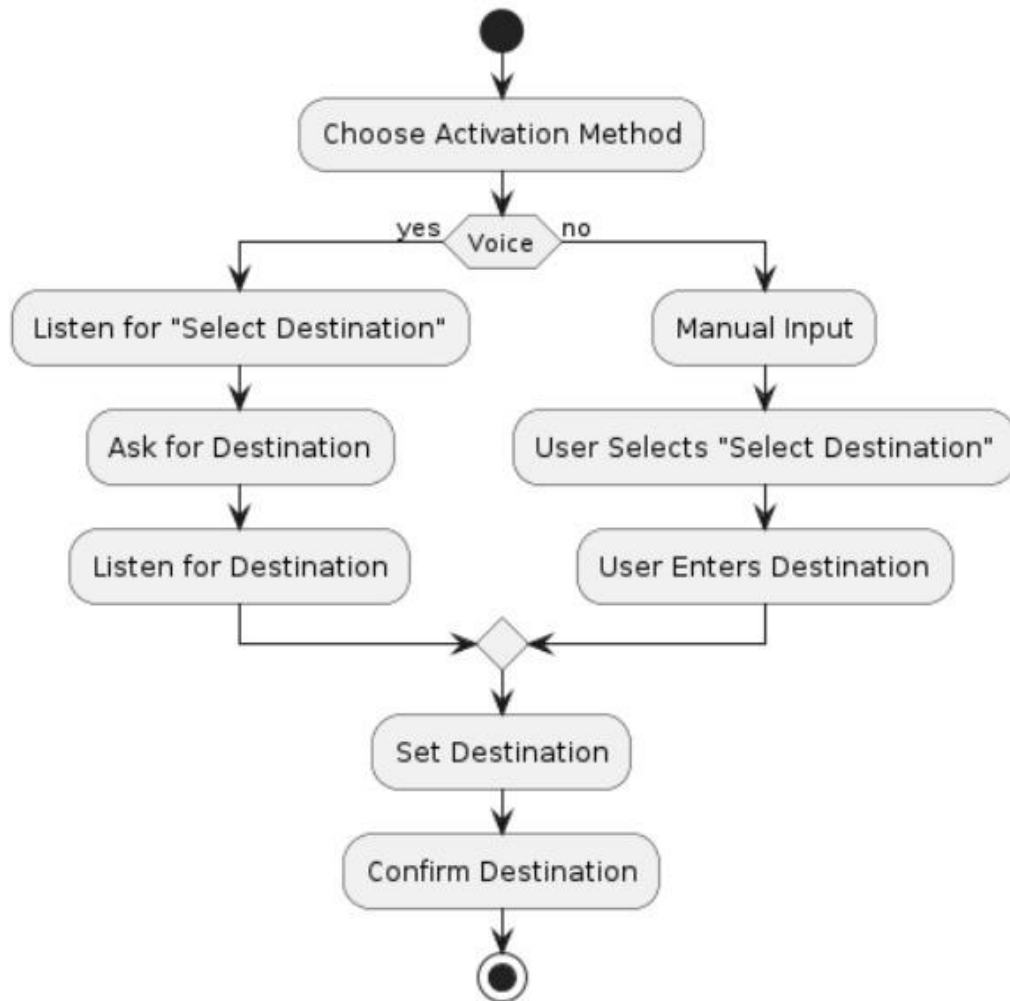 Choose Activation Method
yes
Voice
no
Listen for "Select Destination"
Manual Input
Ask for Destination
User Selects "Select Destination"
Listen for Destination
User Enters Destination
Set Destination
Confirm Destination